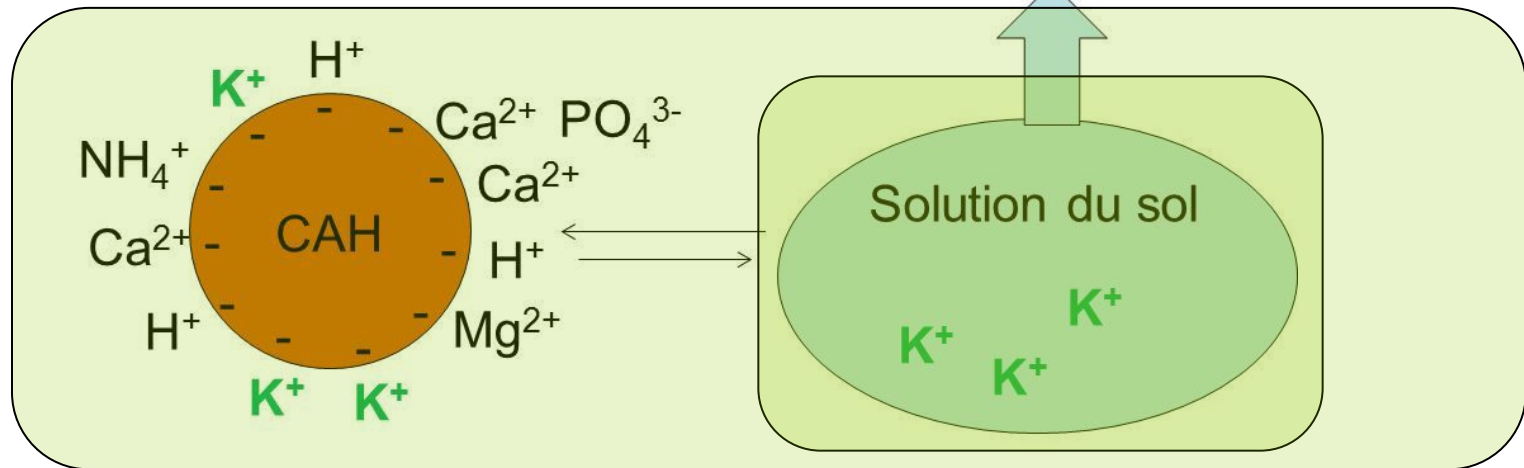 H⁺
K⁺
Ca²⁺ PO₄³⁻
NH₄⁺
Ca²⁺
Solution du sol
Ca²⁺
CAH
H⁺
K⁺
H⁺
Mg²⁺
K⁺
K⁺
K⁺
K⁺
- - - - - - - - - - -